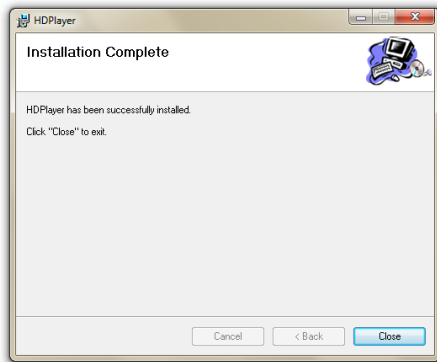 HDPlayer
Installation Complete
HDPlayer has been successfully installed.
Click "Close" to exit.
Cancel
< Back
Close